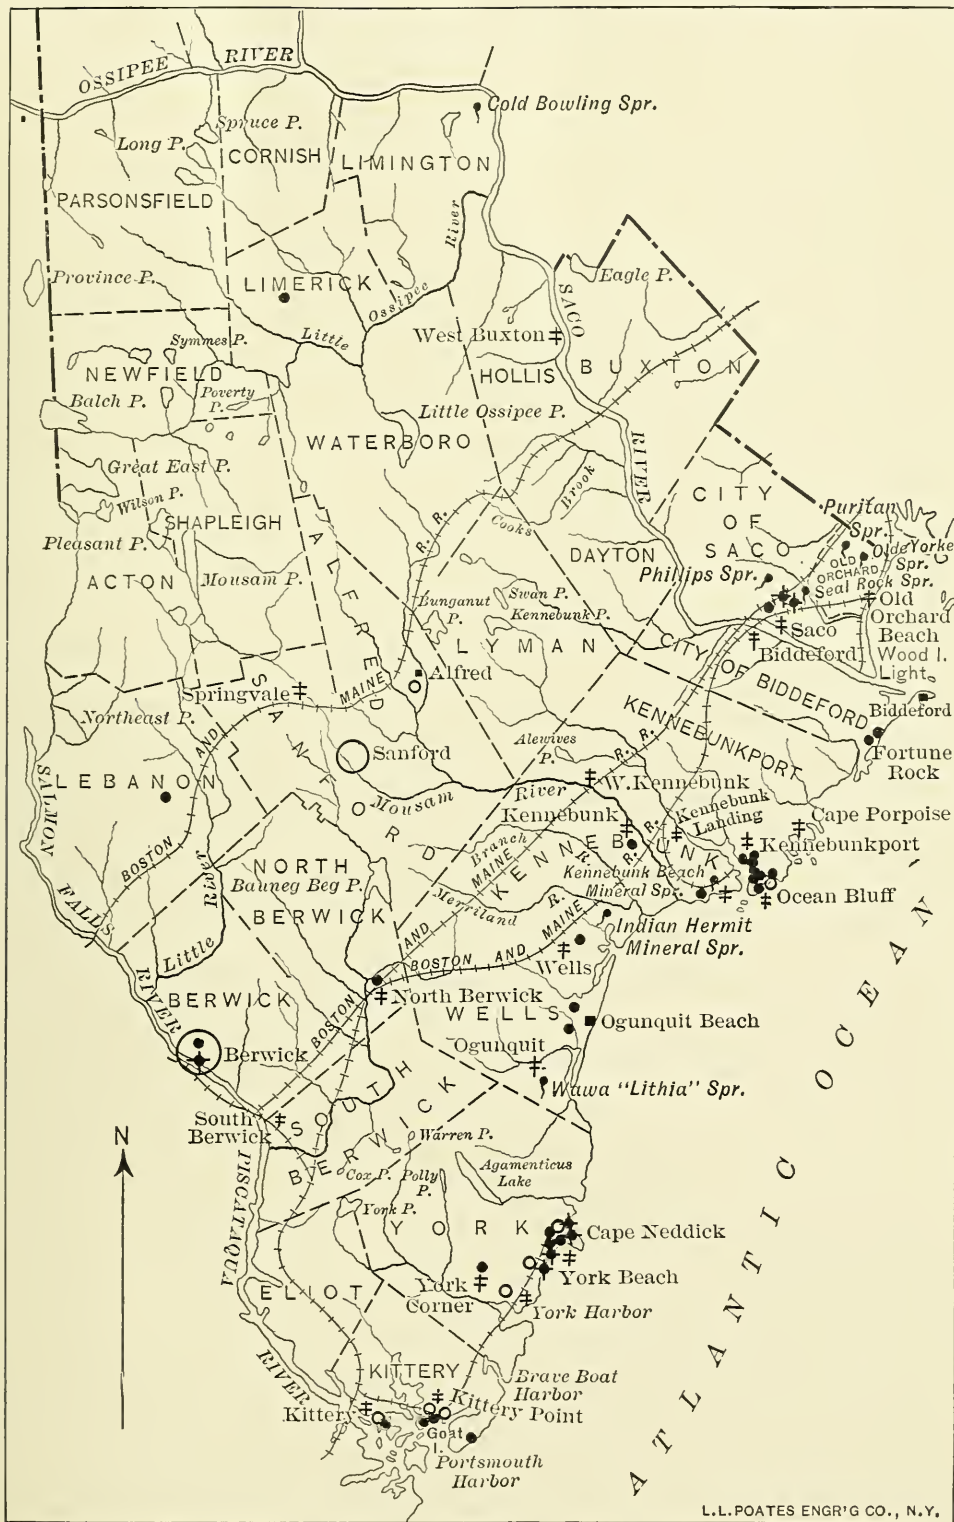 OSSIPEE RIVER
Cold Bowling Spr.
Spruce P.
Long P.
CORNISH
LIMINGTON
PARSONSFIELD
River
Province P.
LIMERICK
Ossipee
Eagle P.
SACO
Symmes P.
Little
West Buxton
BUXTON
NEWFIELD
HOLLIS
Balch P.
Poverty
P.
Little Ossipee P.
WATERBORO
RIVER
Great East P.
Brook
Wilson P.
CITY
OF
SACO
Puritan
Spr.
SHAPLEIGH
R.
R.
Cooks
Pleasant P.
DAYTON
Olde Yorke
Spr.
OLD
ORCHARD
Phillips Spr.
Seal Rock Spr.
ACTON
Mousam P.
ALFRED
Bunganut
P.
Swan P.
Kennebunk P.
Old
Orchard
Beach
LYMAN
Saco
CITY OF BIDDEFORD
Biddeford
Wood I.
Light
Alfred
MAINE
Springvale
SANFORD
Biddeford
Northeast P.
AND
KENNEBUNKPORT
Alewives
P.
R. R.
Fortune
Rock
Sanford
SALMON
LEBANON
Mousam
River
W. Kennebunk
Kennebunk
Kennebunk
Landing
Cape Porpoise
BOSTON
River
NORTH
BERWICK
Bauneg Beg P.
Branch
MAINE
KENNEBUNK
R.
R.
Kennebunkport
Kennebunk Beach
Mineral Spr.
Ocean Bluff
Merriland
R.
FALLS
Little
AND
BOSTON AND MAINE
Indian Hermit
Mineral Spr.
Wells
RIVER
BERWICK
BOSTON
North Berwick
WELLS
Ogunquit Beach
Berwick
Ogunquit
Wawa "Lithia" Spr.
South
Berwick
SOUTH
BERWICK
Warren P.
N
PISCATAQUA
Cox P.
Polly
P.
Agamenticus
Lake
York P.
YORK
Cape Neddick
ELIOT
York
Corner
York Beach
York Harbor
RIVER
KITTERY
Brave Boat
Harbor
Kittery
Kittery Point
Goat
I.
Portsmouth
Harbor
ATLANTIC OCEAN
L.L.POATES ENGR'G CO., N.Y.